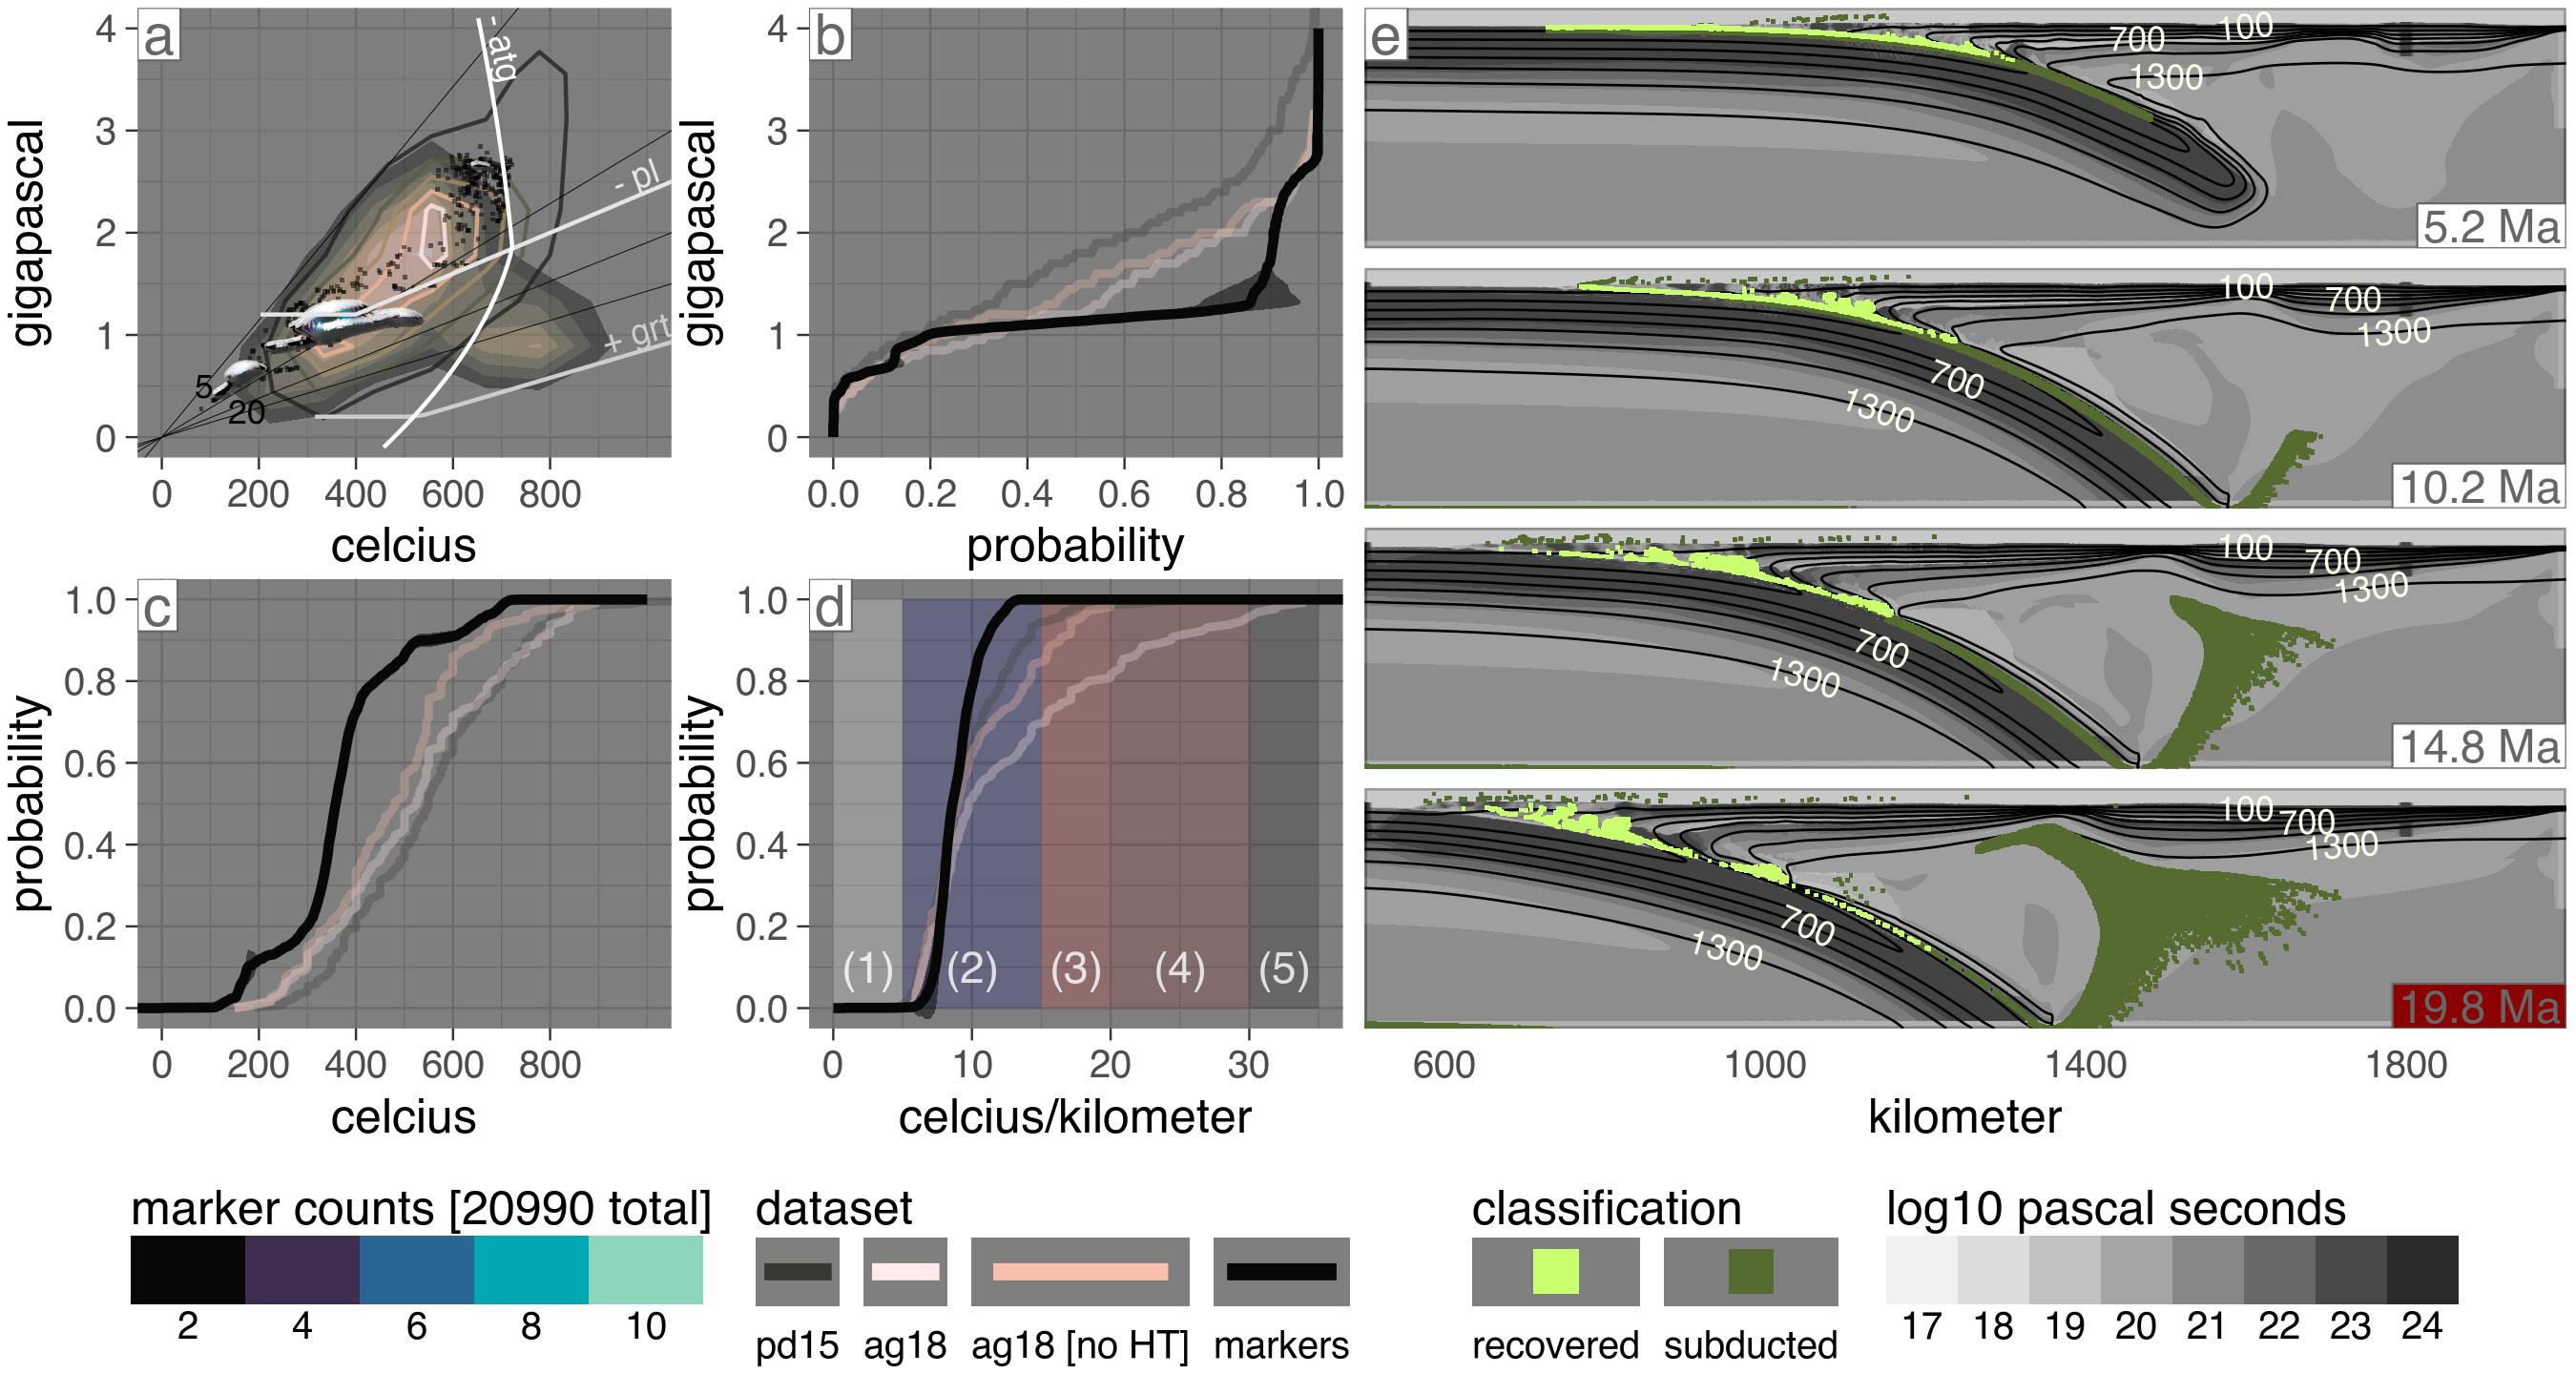 a
4
3
2
1
0
gigapascal
- atg
- pl
+ grt
5
20
0
200
400
600
800
celcius
b
4
3
2
1
0
gigapascal
0.0
0.2
0.4
0.6
0.8
1.0
probability
c
1.0
0.8
0.6
0.4
0.2
0.0
probability
0
200
400
600
800
celcius
d
1.0
0.8
0.6
0.4
0.2
0.0
probability
(1)
(2)
(3)
(4)
(5)
0
10
20
30
celcius/kilometer
e
100
700
1300
5.2 Ma
100
700
1300
700
1300
10.2 Ma
100
700
1300
700
1300
14.8 Ma
100
700
1300
700
1300
19.8 Ma
600
1000
1400
1800
kilometer
marker counts [20990 total]
2
4
6
8
10
dataset
pd15
ag18
ag18 [no HT]
markers
classification
recovered
subducted
log10 pascal seconds
17
18
19
20
21
22
23
24